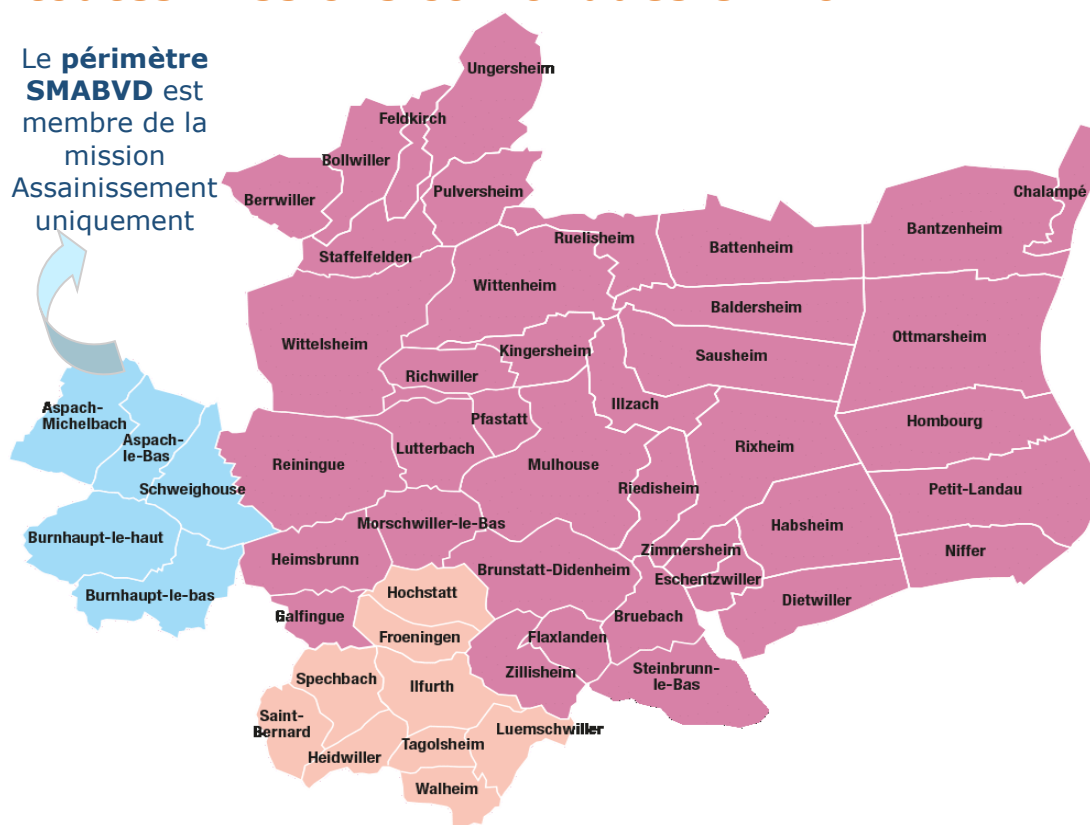 Le périmètre
SMABVD est
membre de la
mission
Assainissement
uniquement
Ungersheim
Feldkirch
Bollwiller
Berrwiller
Pulversheim
Chalampé
Bantzenheim
Ruelisheim
Battenheim
Staffelfelden
Wittenheim
Baldersheim
Ottmarsheim
Wittelsheim
Kingersheim
Sausheim
Richwiller
Illzach
Aspach-
Michelbach
Pfastatt
Hombourg
Aspach-
le-Bas
Lutterbach
Rixheim
Reiningue
Mulhouse
Schweighouse
Riedisheim
Petit-Landau
Morschwiller-le-Bas
Habsheim
Burnhaupt-le-haut
Heimsbrunn
Zimmersheim
Niffer
Brunstatt-Didenheim
Eschentzwiller
Burnhaupt-le-bas
Hochstatt
Dietwiller
Galfingue
Bruebach
Froeningen
Flaxlanden
Zillisheim
Steinbrunn-
le-Bas
Spechbach
Ilfurth
Saint-
Bernard
Luemschwiller
Tagolsheim
Heidwiller
Walheim